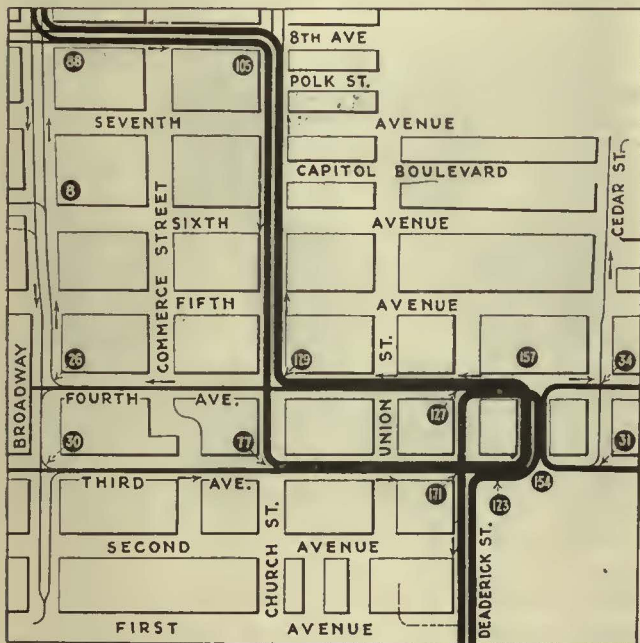 88
105
8TH AVE
POLK ST.
SEVENTH AVENUE
8
CAPITOL BOULEVARD
CEDAR ST.
COMMERCE STREET
SIXTH AVENUE
FIFTH AVENUE
BROADWAY
26
129
ST.
157
34
FOURTH AVE.
30
77
UNION
127
31
THIRD AVE.
171
123
154
CHURCH ST.
DEADERICK ST.
SECOND AVENUE
FIRST AVENUE